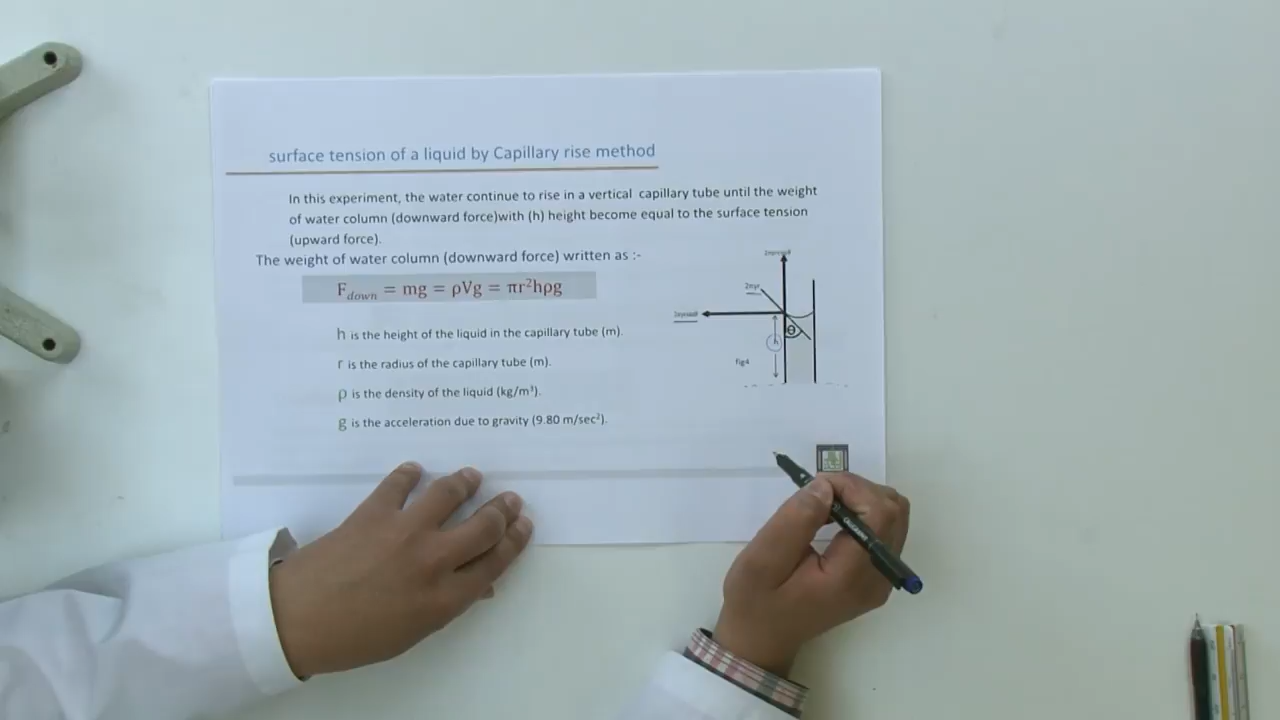 surface tension of a liquid by Capillary rise method
In this experiment, the water continue to rise in a vertical capillary tube until the weight
of water column (downward force)with (h) height become equal to the surface tension
(upward force).
The weight of water column (downward force) written as :-
F_down = mg = ρVg = πr²hρg
h is the height of the liquid in the capillary tube (m).
r is the radius of the capillary tube (m).
ρ is the density of the liquid (kg/m³).
g is the acceleration due to gravity (9.80 m/sec²).
2πγr
θ
h
fig4